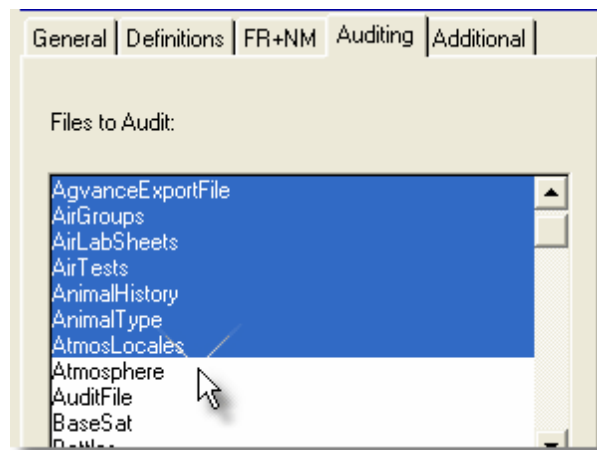 General Definitions FR+NM Auditing Additional
Files to Audit:
AgvanceExportFile
AirGroups
AirLabSheets
AirTests
AnimalHistory
AnimalType
AtmosLocales
Atmosphere
AuditFile
BaseSat